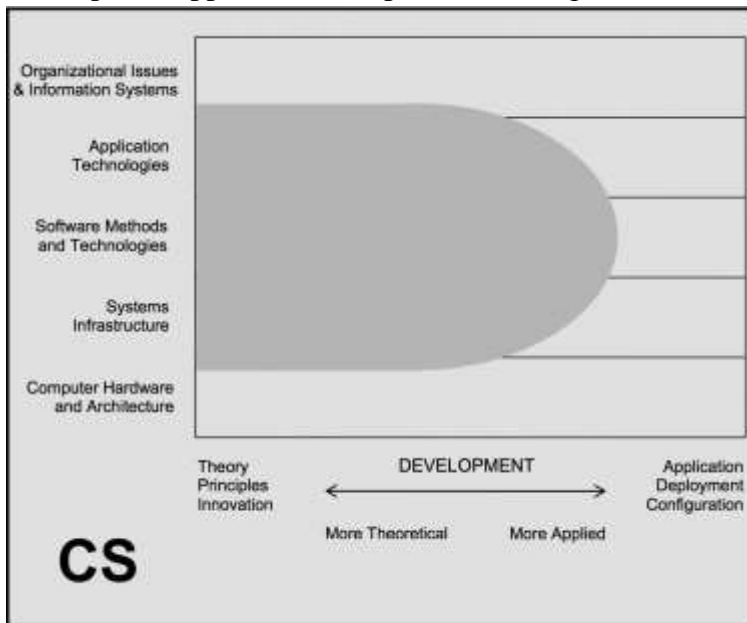 Organizational Issues
& Information Systems
Application
Technologies
Software Methods
and Technologies
Systems
Infrastructure
Computer Hardware
and Architecture
Theory
Principles
Innovation
DEVELOPMENT
Application
Deployment
Configuration
More Theoretical
More Applied
CS